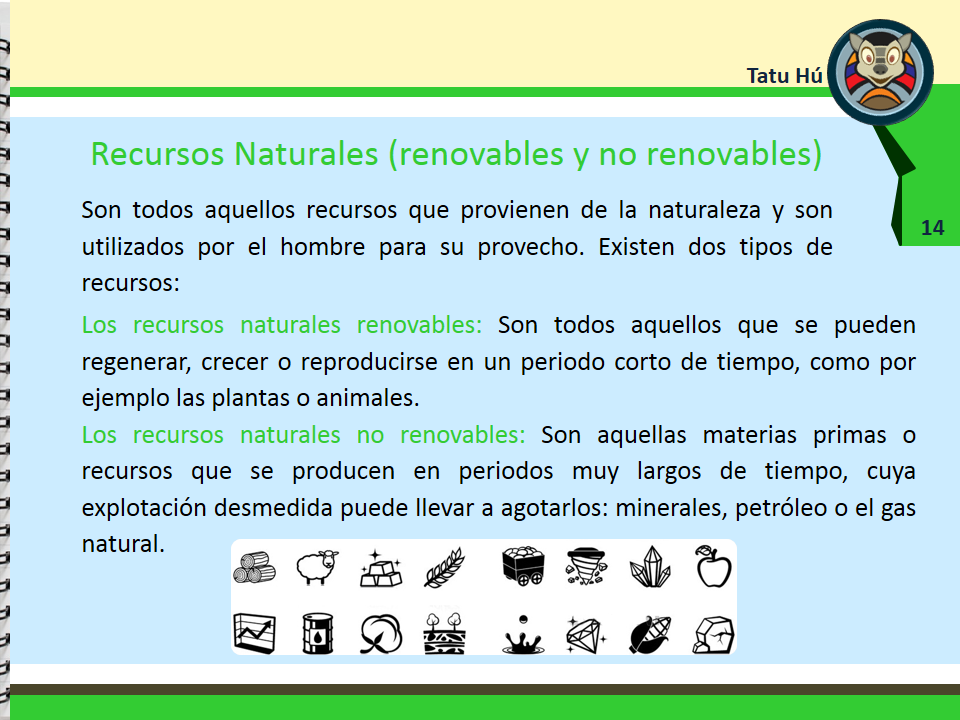 Tatu Hú
Recursos Naturales (renovables y no renovables)
Son todos aquellos recursos que provienen de la naturaleza y son
utilizados por el hombre para su provecho. Existen dos tipos de
recursos:
14
Los recursos naturales renovables: Son todos aquellos que se pueden
regenerar, crecer o reproducirse en un periodo corto de tiempo, como por
ejemplo las plantas o animales.
Los recursos naturales no renovables: Son aquellas materias primas o
recursos que se producen en periodos muy largos de tiempo, cuya
explotación desmedida puede llevar a agotarlos: minerales, petróleo o el gas
natural.